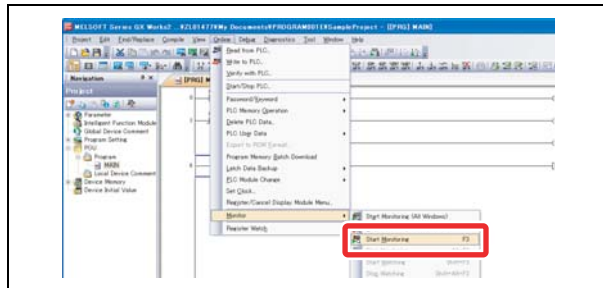 MELSOFT Series GX Works2
Project Edit Find/Replace Compile View Online Debug Diagnostics Tool Window Help
Read from PLC...
Write to PLC...
Verify with PLC...
Start/Stop PLC...
Navigation
[PRG] M
Project
Password/Keyword
Parameter
PLC Memory Operation
Intelligent Function Module
Delete PLC Data...
Global Device Comment
PLC User Data
Program Setting
Export to ROM Format...
POU
Program Memory Batch Download
Program
Latch Data Backup
MAIN
PLC Module Change
Local Device Comment
Set Clock...
Device Memory
Register/Cancel Display Module Menu...
Device Initial Value
Monitor
Start Monitoring (All Windows)
Register Watch
Start Monitoring F3